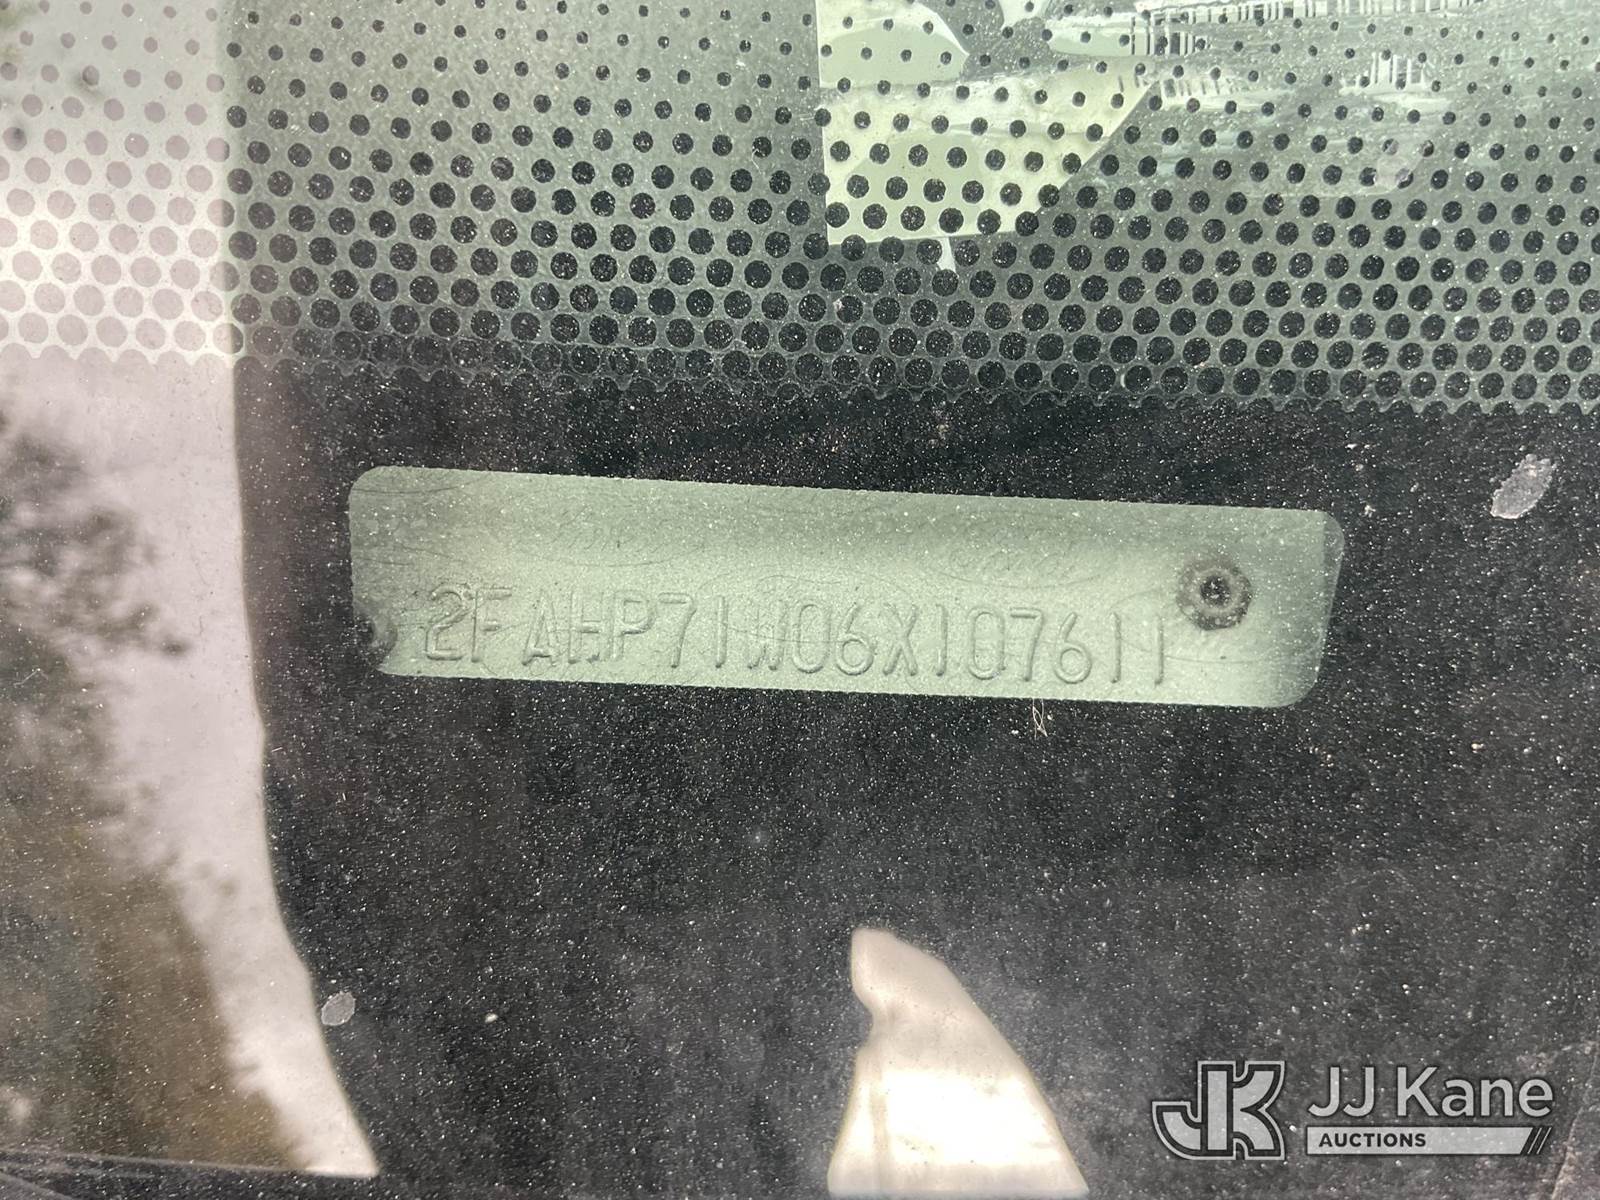 2FAHP71W06X107611
JJ Kane
AUCTIONS